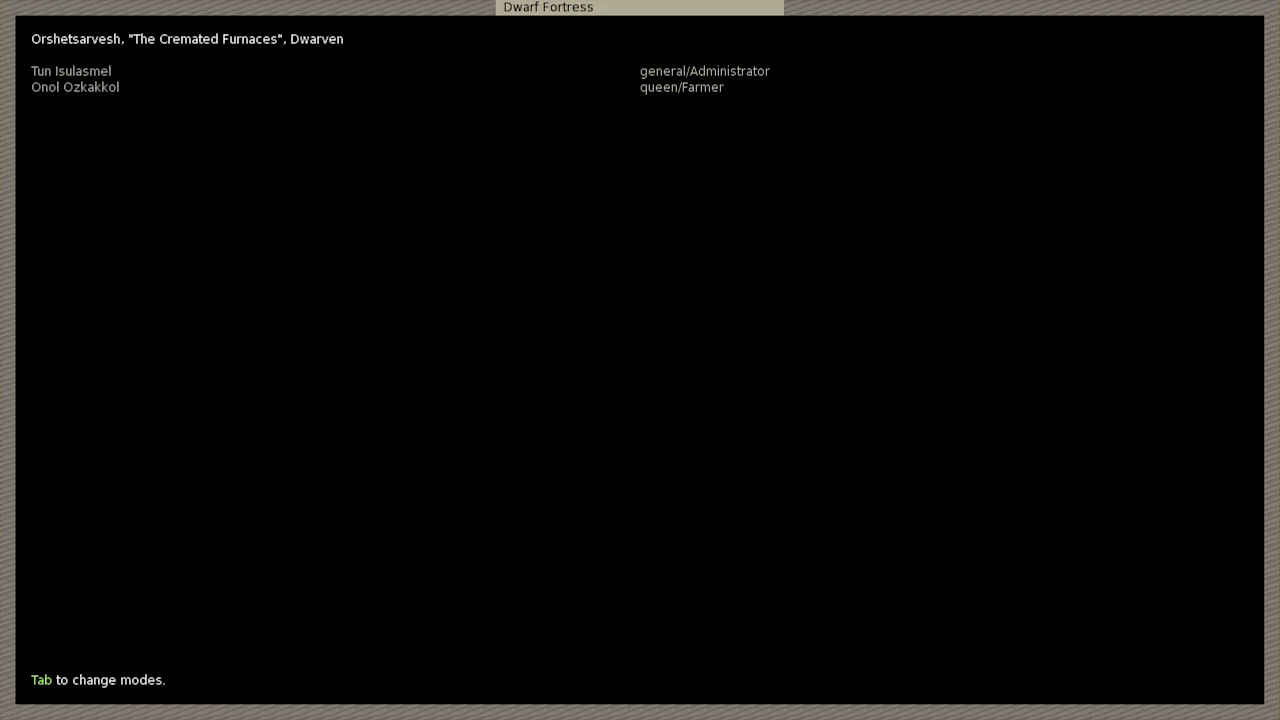 Dwarf Fortress
Orshetsarvesh, "The Cremated Furnaces", Dwarven
Tun Isulasmel general/Administrator
Onol Ozkakkol queen/Farmer
Tab to change modes.